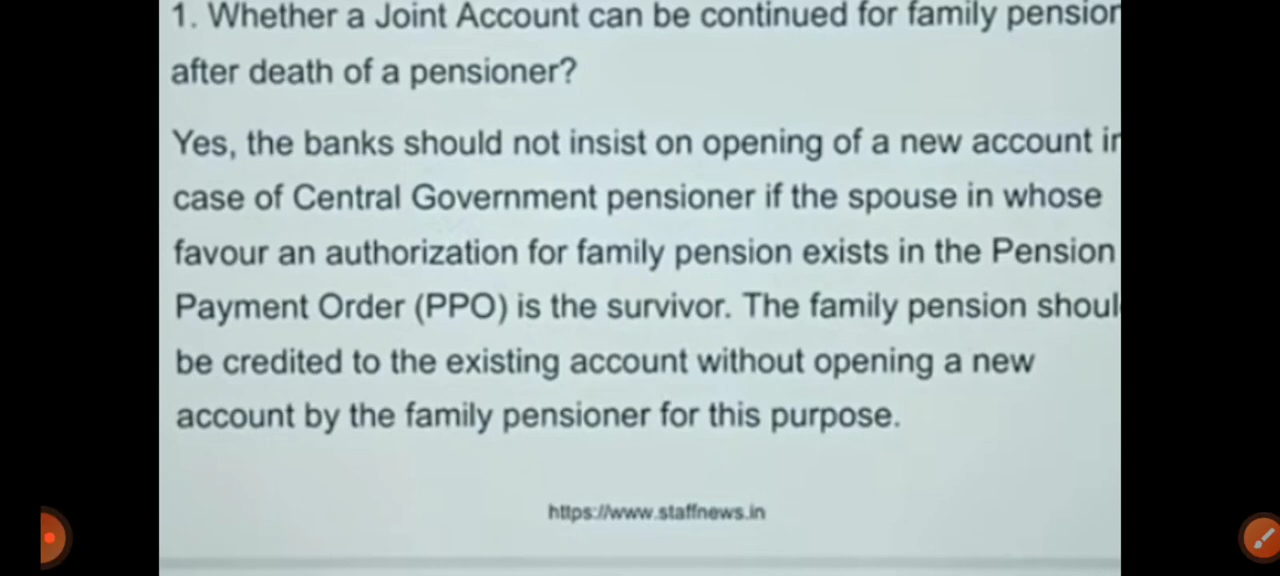 1. Whether a Joint Account can be continued for family pension
after death of a pensioner?
Yes, the banks should not insist on opening of a new account in
case of Central Government pensioner if the spouse in whose
favour an authorization for family pension exists in the Pension
Payment Order (PPO) is the survivor. The family pension shoul
be credited to the existing account without opening a new
account by the family pensioner for this purpose.
https://www.staffnews.in